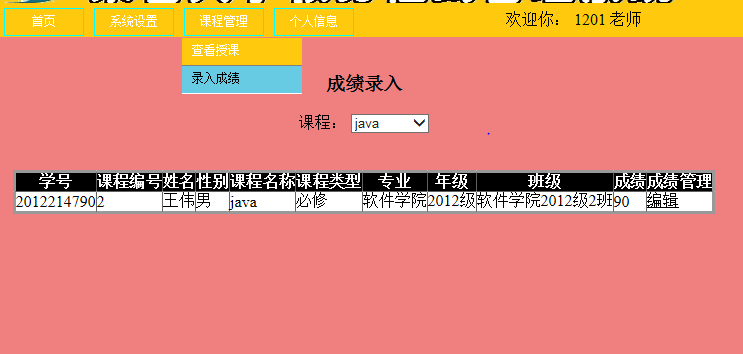 首页 系统设置 课程管理 个人信息 欢迎你： 1201 老师
查看授课
录入成绩
成绩录入
课程： java
学号 课程编号 姓名 性别 课程名称 课程类型 专业 年级 班级 成绩 成绩管理
2012214790 2 王伟 男 java 必修 软件学院 2012级 软件学院2012级2班 90 编辑